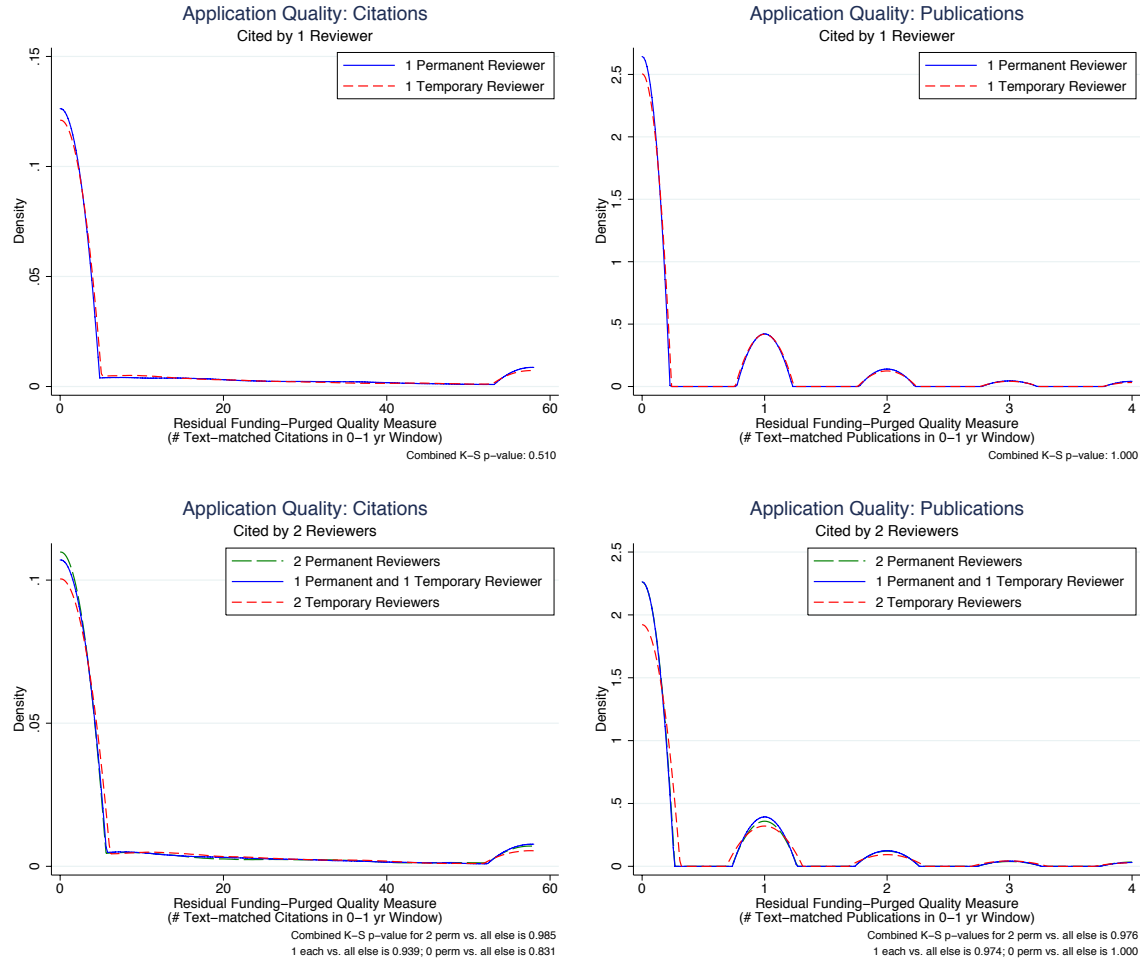 Application Quality: Citations
Cited by 1 Reviewer
1 Permanent Reviewer
1 Temporary Reviewer
Density
.15
.1
.05
0
0 20 40 60
Residual Funding-Purged Quality Measure
(# Text-matched Citations in 0-1 yr Window)
Combined K-S p-value: 0.510
Application Quality: Publications
Cited by 1 Reviewer
1 Permanent Reviewer
1 Temporary Reviewer
Density
2.5
2
1.5
1
.5
0
0 1 2 3 4
Residual Funding-Purged Quality Measure
(# Text-matched Publications in 0-1 yr Window)
Combined K-S p-value: 1.000
Application Quality: Citations
Cited by 2 Reviewers
2 Permanent Reviewers
1 Permanent and 1 Temporary Reviewer
2 Temporary Reviewers
Density
.1
.05
0
0 20 40 60
Residual Funding-Purged Quality Measure
(# Text-matched Citations in 0-1 yr Window)
Combined K-S p-value for 2 perm vs. all else is 0.985
1 each vs. all else is 0.939; 0 perm vs. all else is 0.831
Application Quality: Publications
Cited by 2 Reviewers
2 Permanent Reviewers
1 Permanent and 1 Temporary Reviewer
2 Temporary Reviewers
Density
2.5
2
1.5
1
.5
0
0 1 2 3 4
Residual Funding-Purged Quality Measure
(# Text-matched Publications in 0-1 yr Window)
Combined K-S p-values for 2 perm vs. all else is 0.976
1 each vs. all else is 0.974; 0 perm vs. all else is 1.000